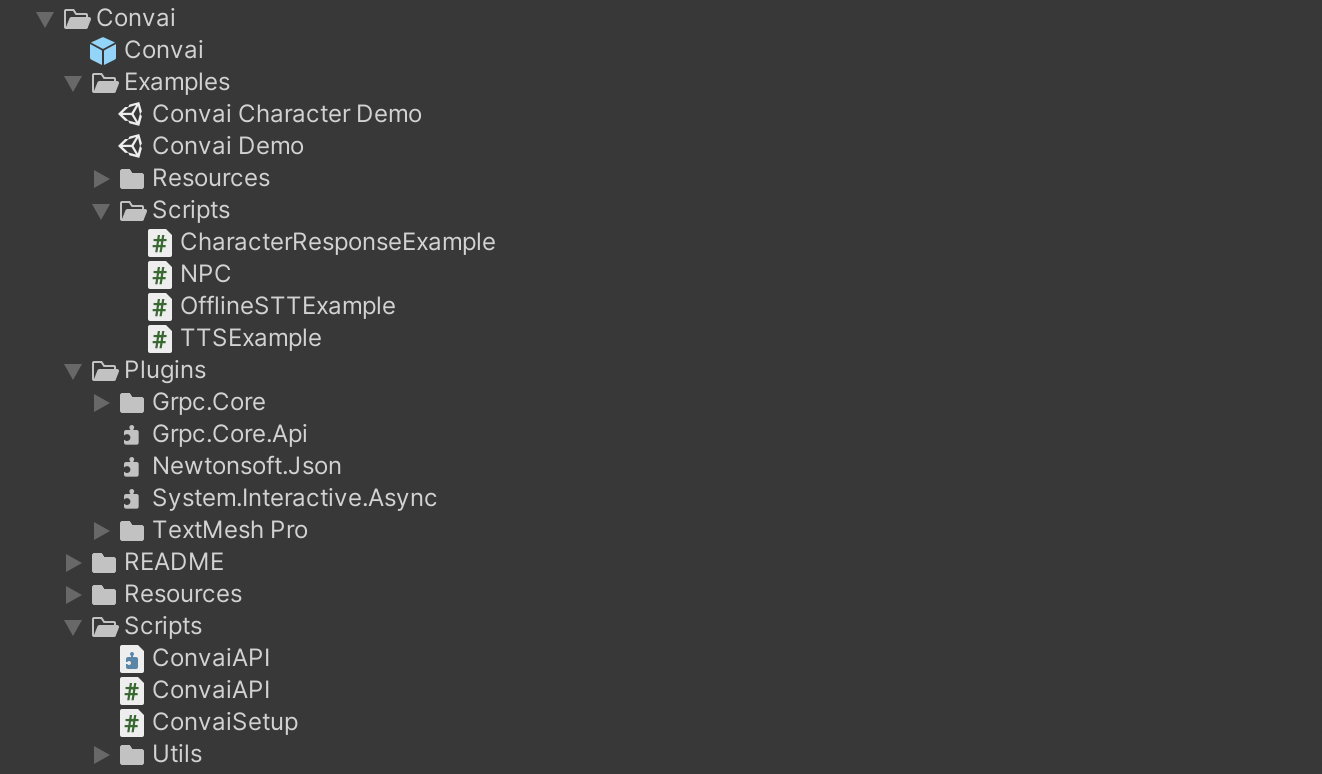 Convai
Convai
Examples
Convai Character Demo
Convai Demo
Resources
Scripts
CharacterResponseExample
NPC
OfflineSTTExample
TTSExample
Plugins
Grpc.Core
Grpc.Core.Api
Newtonsoft.Json
System.Interactive.Async
TextMesh Pro
README
Resources
Scripts
ConvaiAPI
ConvaiAPI
ConvaiSetup
Utils